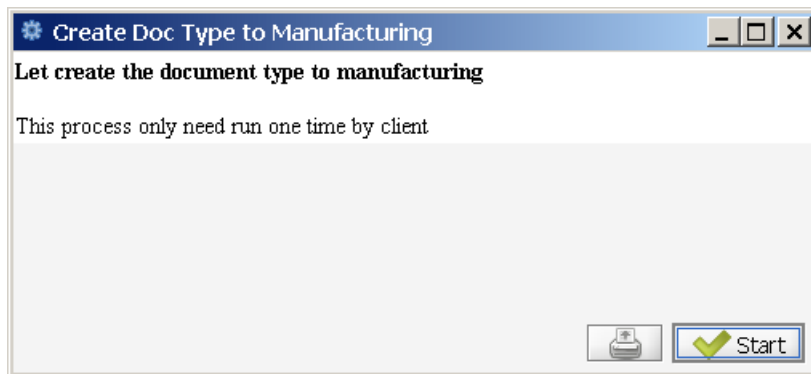 Create Doc Type to Manufacturing
Let create the document type to manufacturing
This process only need run one time by client
Start